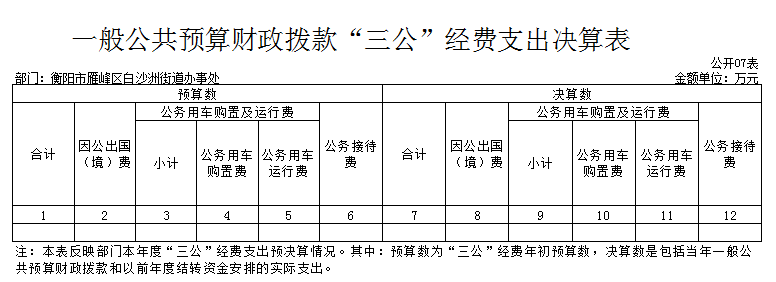 一般公共预算财政拨款“三公”经费支出决算表
公开07表
部门：衡阳市雁峰区白沙洲街道办事处 金额单位：万元
预算数 决算数
合计 因公出国（境）费 公务用车购置及运行费 公务接待费 合计 因公出国（境）费 公务用车购置及运行费 公务接待费
小计 公务用车购置费 公务用车运行费 小计 公务用车购置费 公务用车运行费
1 2 3 4 5 6 7 8 9 10 11 12
注：本表反映部门本年度“三公”经费支出预决算情况。其中：预算数为“三公”经费年初预算数，决算数是包括当年一般公
共预算财政拨款和以前年度结转资金安排的实际支出。